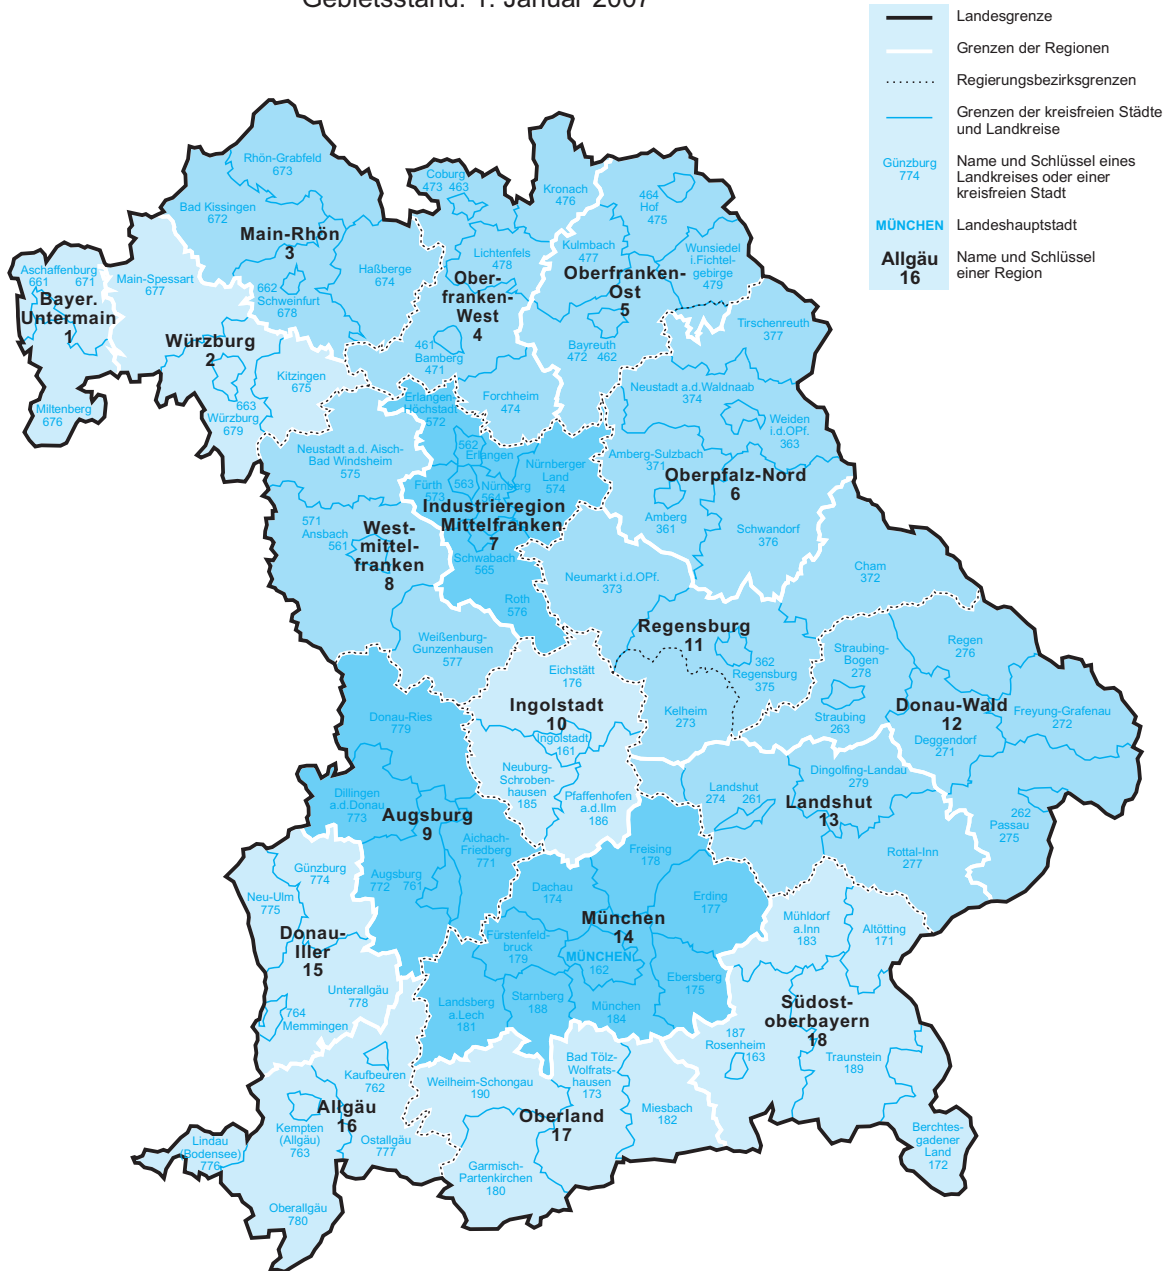 Gebietsstand: 1. Januar 2007
Landesgrenze
Grenzen der Regionen
Regierungsbezirksgrenzen
Grenzen der kreisfreien Städte
und Landkreise
Günzburg
774
Name und Schlüssel eines
Landkreises oder einer
kreisfreien Stadt
MÜNCHEN
Landeshauptstadt
Allgäu
16
Name und Schlüssel
einer Region
Rhön-Grabfeld
673
Bad Kissingen
672
Main-Rhön
3
Haßberge
674
662
Schweinfurt
678
Coburg
473 463
Kronach
476
Lichtenfels
478
Ober-
franken-
West
4
461
Bamberg
471
Forchheim
474
464
Hof
475
Kulmbach
477
Wunsiedel
i.Fichtel-
gebirge
479
Oberfranken-
Ost
5
Bayreuth
472 462
Aschaffenburg
661 671
Bayer.
Untermain
1
Miltenberg
676
Main-Spessart
677
Würzburg
2
Kitzingen
675
663
Würzburg
679
Tirschenreuth
377
Neustadt a.d.Waldnaab
374
Weiden
i.d.OPf.
363
Amberg-Sulzbach
371
Oberpfalz-Nord
6
Amberg
361
Schwandorf
376
Erlangen-
Höchstadt
572
562
Erlangen
Nürnberger
Land
574
Fürth
573
563
Nürnberg
564
Industrieregion
Mittelfranken
7
Schwabach
565
Roth
576
Neustadt a.d. Aisch-
Bad Windsheim
575
571
Ansbach
561
West-
mittel-
franken
8
Weißenburg-
Gunzenhausen
577
Neumarkt i.d.OPf.
373
Cham
372
Regensburg
11
362
Regensburg
375
Kelheim
273
Straubing-
Bogen
278
Regen
276
Straubing
263
Donau-Wald
12
Freyung-Grafenau
272
Deggendorf
271
262
Passau
275
Eichstätt
176
Ingolstadt
10
Ingolstadt
161
Neuburg-
Schroben-
hausen
185
Pfaffenhofen
a.d.Ilm
186
Donau-Ries
779
Dillingen
a.d.Donau
773
Augsburg
9
Aichach-
Friedberg
771
Augsburg
772 761
Landshut
274 261
Dingolfing-Landau
279
Landshut
13
Rottal-Inn
277
Günzburg
774
Neu-Ulm
775
Donau-
Iller
15
Unterallgäu
778
764
Memmingen
Freising
178
Dachau
174
Erding
177
München
14
Fürstenfeld-
bruck
179
MÜNCHEN
162
Ebersberg
175
Landsberg
a.Lech
181
Starnberg
188
München
184
Mühldorf
a.Inn
183
Altötting
171
Südost-
oberbayern
18
187
Rosenheim
163
Traunstein
189
Berchtes-
gadener
Land
172
Kaufbeuren
762
Allgäu
16
Kempten
(Allgäu)
763
Ostallgäu
777
Lindau
(Bodensee)
776
Oberallgäu
780
Weilheim-Schongau
190
Bad Tölz-
Wolfrats-
hausen
173
Miesbach
182
Oberland
17
Garmisch-
Partenkirchen
180